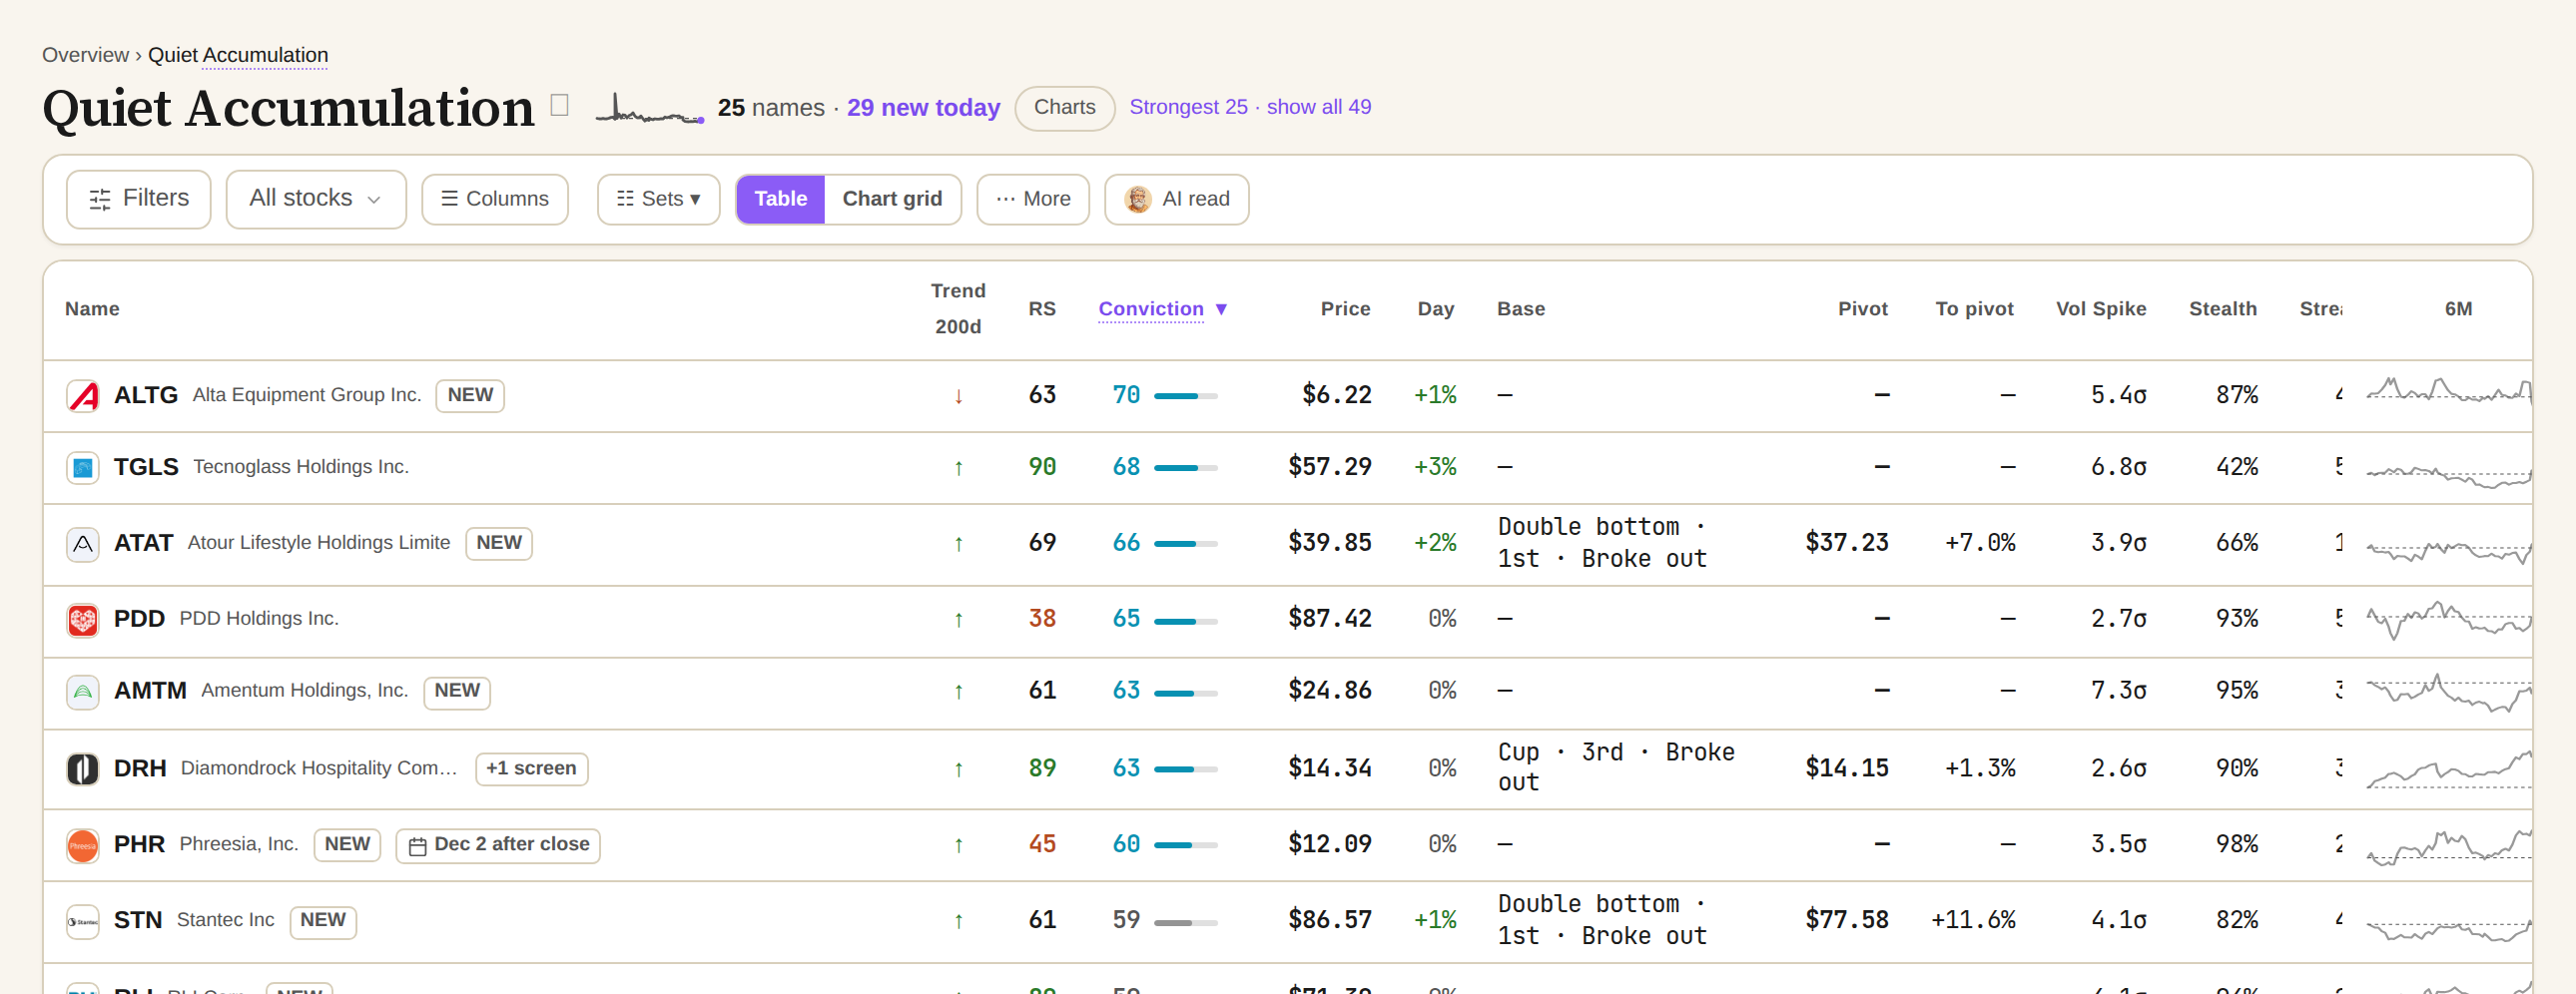 Overview › Quiet Accumulation
Quiet Accumulation 25 names · 29 new today Charts Strongest 25 · show all 49
Filters All stocks Columns Sets ▾ Table Chart grid ⋯ More AI read
Name Trend 200d RS Conviction ▼ Price Day Base Pivot To pivot Vol Spike Stealth 6M
ALTG Alta Equipment Group Inc. NEW ↓ 63 70 $6.22 +1% — — — 5.4σ 87%
TGLS Tecnoglass Holdings Inc. ↑ 90 68 $57.29 +3% — — — 6.8σ 42%
ATAT Atour Lifestyle Holdings Limite NEW ↑ 69 66 $39.85 +2% Double bottom · 1st · Broke out $37.23 +7.0% 3.9σ 66%
PDD PDD Holdings Inc. ↑ 38 65 $87.42 0% — — — 2.7σ 93%
AMTM Amentum Holdings, Inc. NEW ↑ 61 63 $24.86 0% — — — 7.3σ 95%
DRH Diamondrock Hospitality Com… +1 screen ↑ 89 63 $14.34 0% Cup · 3rd · Broke out $14.15 +1.3% 2.6σ 90%
PHR Phreesia, Inc. NEW Dec 2 after close ↑ 45 60 $12.09 0% — — — 3.5σ 98%
STN Stantec Inc NEW ↑ 61 59 $86.57 +1% Double bottom · 1st · Broke out $77.58 +11.6% 4.1σ 82%